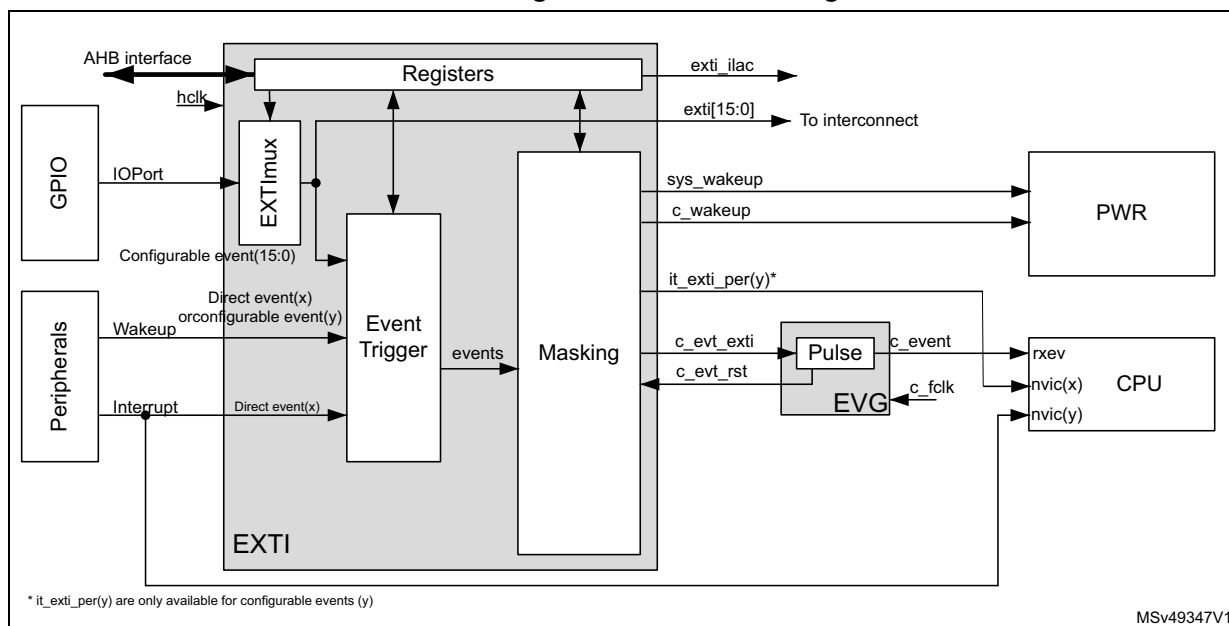 AHB interface
Registers
exti_ilac
hclk
exti[15:0]
To interconnect
GPIO
IOPort
EXTImux
sys_wakeup
c_wakeup
PWR
Configurable event(15:0)
Direct event(x)
orconfigurable event(y)
it_exti_per(y)*
Peripherals
Wakeup
Event
Trigger
events
Masking
c_evt_exti
Pulse
c_event
rxev
CPU
c_evt_rst
c_fclk
nvic(x)
Interrupt
Direct event(x)
EVG
nvic(y)
EXTI
* it_exti_per(y) are only available for configurable events (y)
MSv49347V1